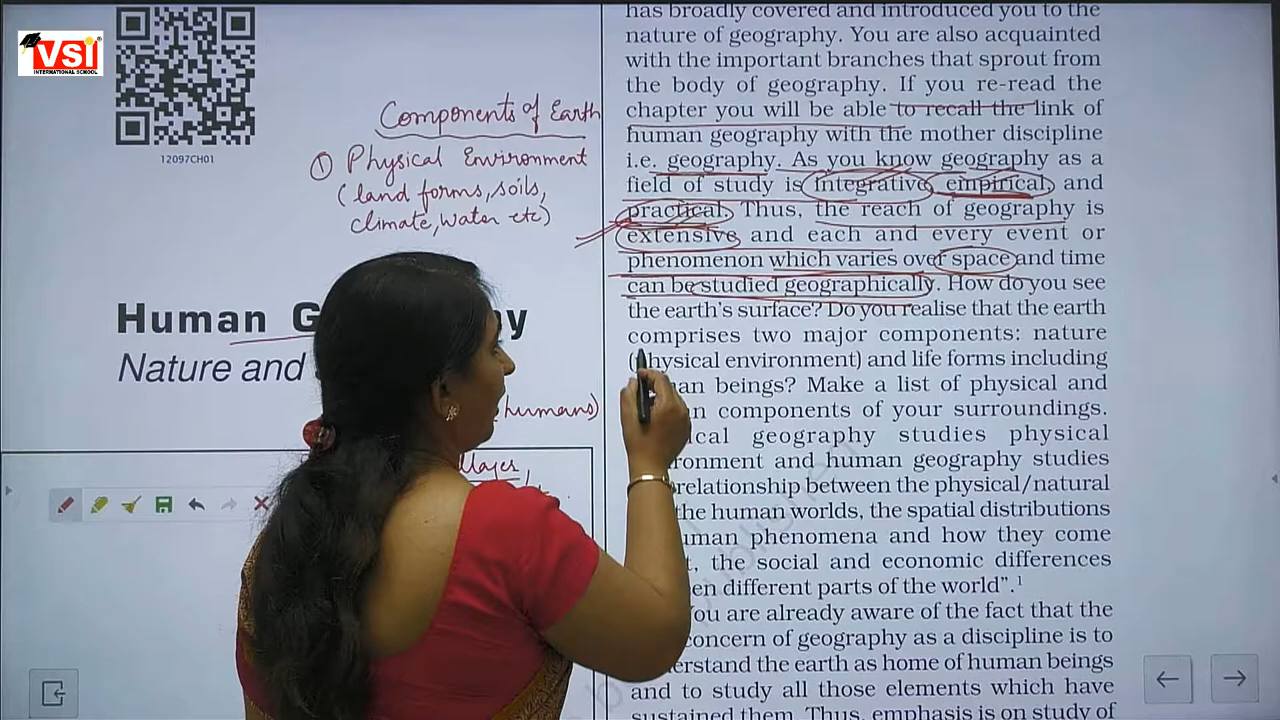 VSI
INTERNATIONAL SCHOOL
12097CH01
Components of Earth
① Physical Environment
(land forms, soils,
climate, water etc)
Human G
y
Nature and
(humans)
has broadly covered and introduced you to the
nature of geography. You are also acquainted
with the important branches that sprout from
the body of geography. If you re-read the
chapter you will be able to recall the link of
human geography with the mother discipline
i.e. geography. As you know geography as a
field of study is integrative, empirical, and
practical. Thus, the reach of geography is
extensive and each and every event or
phenomenon which varies over space and time
can be studied geographically. How do you see
the earth's surface? Do you realise that the earth
comprises two major components: nature
(physical environment) and life forms including
an beings? Make a list of physical and
n components of your surroundings.
ical geography studies physical
ronment and human geography studies
relationship between the physical/natural
the human worlds, the spatial distributions
uman phenomena and how they come
t, the social and economic differences
en different parts of the world”.¹
You are already aware of the fact that the
concern of geography as a discipline is to
erstand the earth as home of human beings
and to study all those elements which have
sustained them. Thus, emphasis is on study of